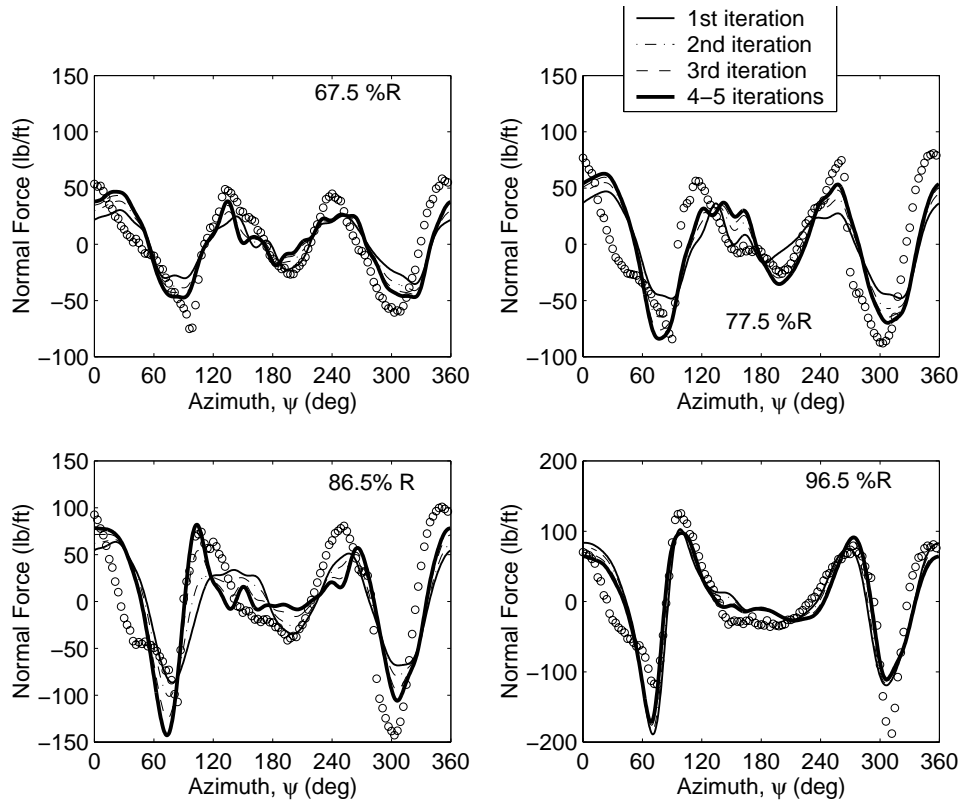 1st iteration
2nd iteration
3rd iteration
4−5 iterations
150
100
50
0
−50
−100
0 60 120 180 240 300 360
Normal Force (lb/ft)
Azimuth, ψ (deg)
67.5 %R
150
100
50
0
−50
−100
0 60 120 180 240 300 360
Normal Force (lb/ft)
Azimuth, ψ (deg)
77.5 %R
150
100
50
0
−50
−100
−150
0 60 120 180 240 300 360
Normal Force (lb/ft)
Azimuth, ψ (deg)
86.5% R
200
100
0
−100
−200
0 60 120 180 240 300 360
Normal Force (lb/ft)
Azimuth, ψ (deg)
96.5 %R